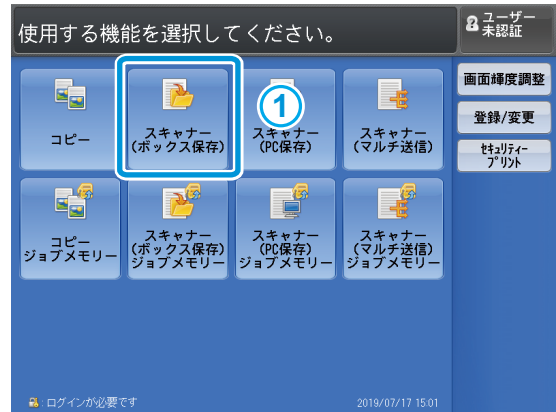 使用する機能を選択してください。
ユーザー
未認証
コピー
スキャナー
(ボックス保存)
1
スキャナー
(PC保存)
スキャナー
(マルチ送信)
画面輝度調整
登録/変更
セキュリティー
プリント
コピー
ジョブメモリー
スキャナー
(ボックス保存)
ジョブメモリー
スキャナー
(PC保存)
ジョブメモリー
スキャナー
(マルチ送信)
ジョブメモリー
:ログインが必要です
2019/07/17 15:01